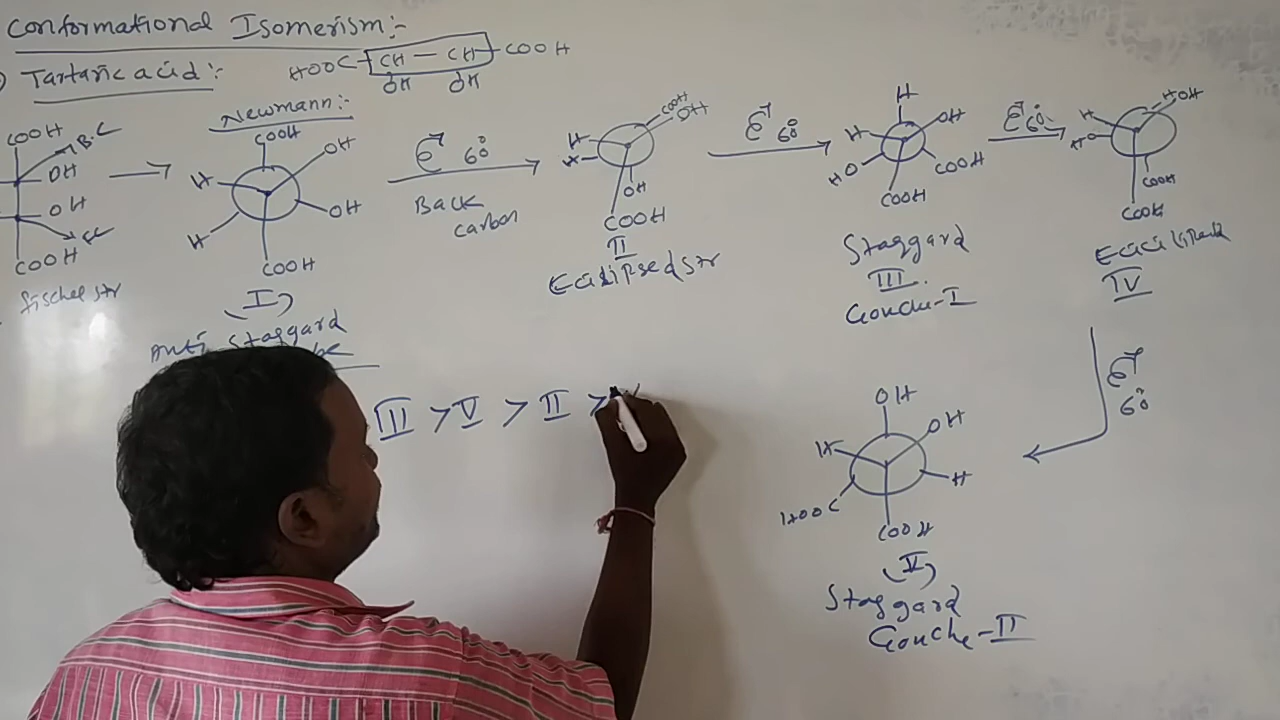 Conformational Isomerism:-
Tartaric acid:-
HOOC-CH-CH-COOH
OH OH
COOH
B.C
OH
OH
FC
COOH
Fischer str
Newmann:-
COOH
OH
H
OH
H
COOH
(I)
Anti Staggard
60°
Back
carbon
COOH
OH
H
H
OH
COOH
II
Eclipsed str
60°
H
H
OH
HO
COOH
COOH
Staggard
III
Gouche-I
60°
H
OH
HO
COOH
COOH
IV
60°
OH
OH
H
H
HOOC
COOH
(V)
Staggard
Gouche-II
III > V > II >